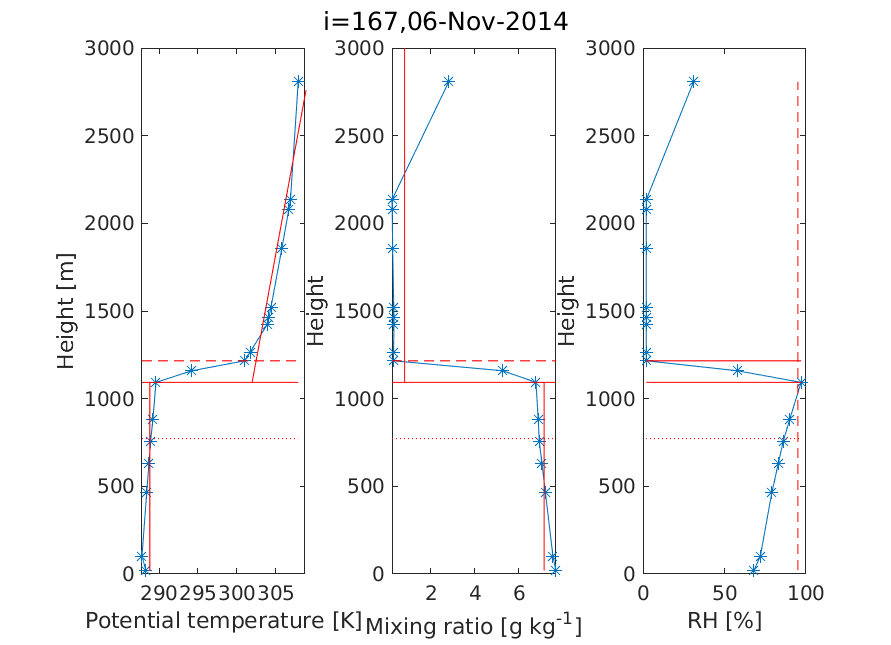 i=167,06-Nov-2014
3000
2500
2000
1500
1000
500
0
Height [m]
290 295 300 305
Potential temperature [K]
3000
2500
2000
1500
1000
500
0
Height
2 4 6
Mixing ratio [g kg-1]
3000
2500
2000
1500
1000
500
0
Height
0 50 100
RH [%]